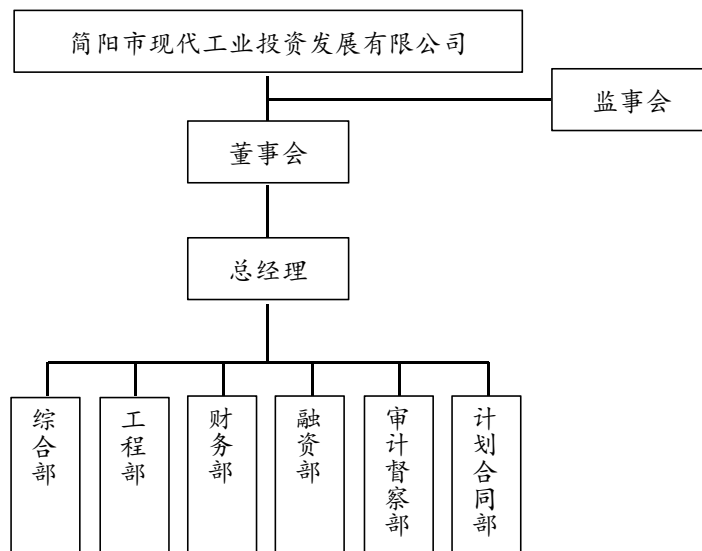 简阳市现代工业投资发展有限公司
监事会
董事会
总经理
综合部
工程部
财务部
融资部
审计督察部
计划合同部